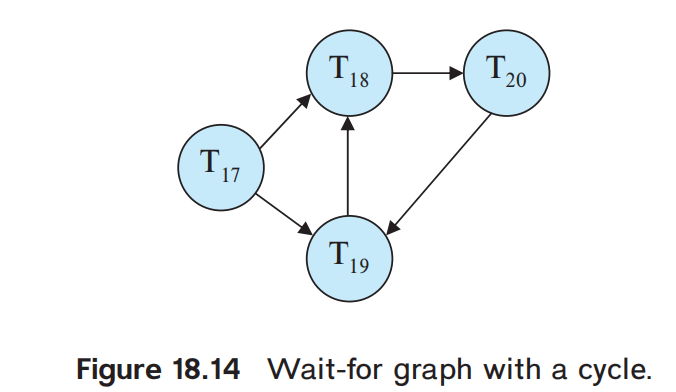 T18
T20
T17
T19
Figure 18.14 Wait-for graph with a cycle.